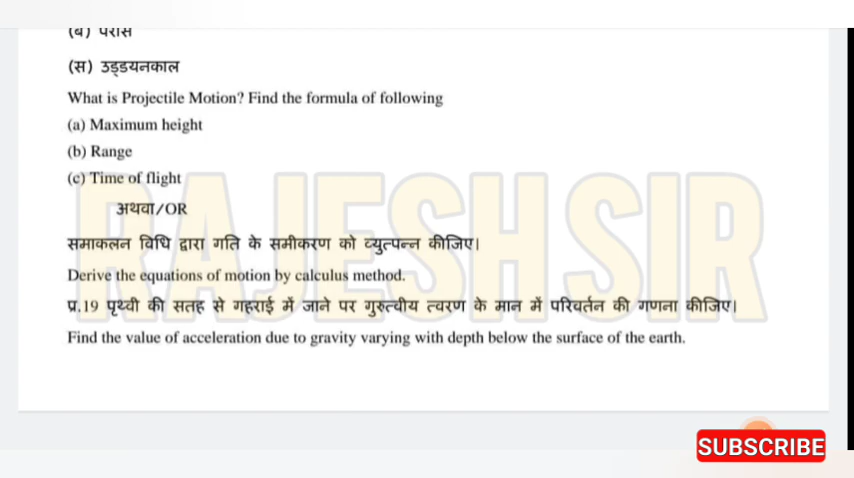 (ब) परास
(स) उड्डयनकाल
What is Projectile Motion? Find the formula of following
(a) Maximum height
(b) Range
(c) Time of flight
अथवा/OR
समाकलन विधि द्वारा गति के समीकरण को व्युत्पन्न कीजिए।
Derive the equations of motion by calculus method.
प्र.19 पृथ्वी की सतह से गहराई में जाने पर गुरुत्वीय त्वरण के मान में परिवर्तन की गणना कीजिए।
Find the value of acceleration due to gravity varying with depth below the surface of the earth.
RAJESH SIR
SUBSCRIBE